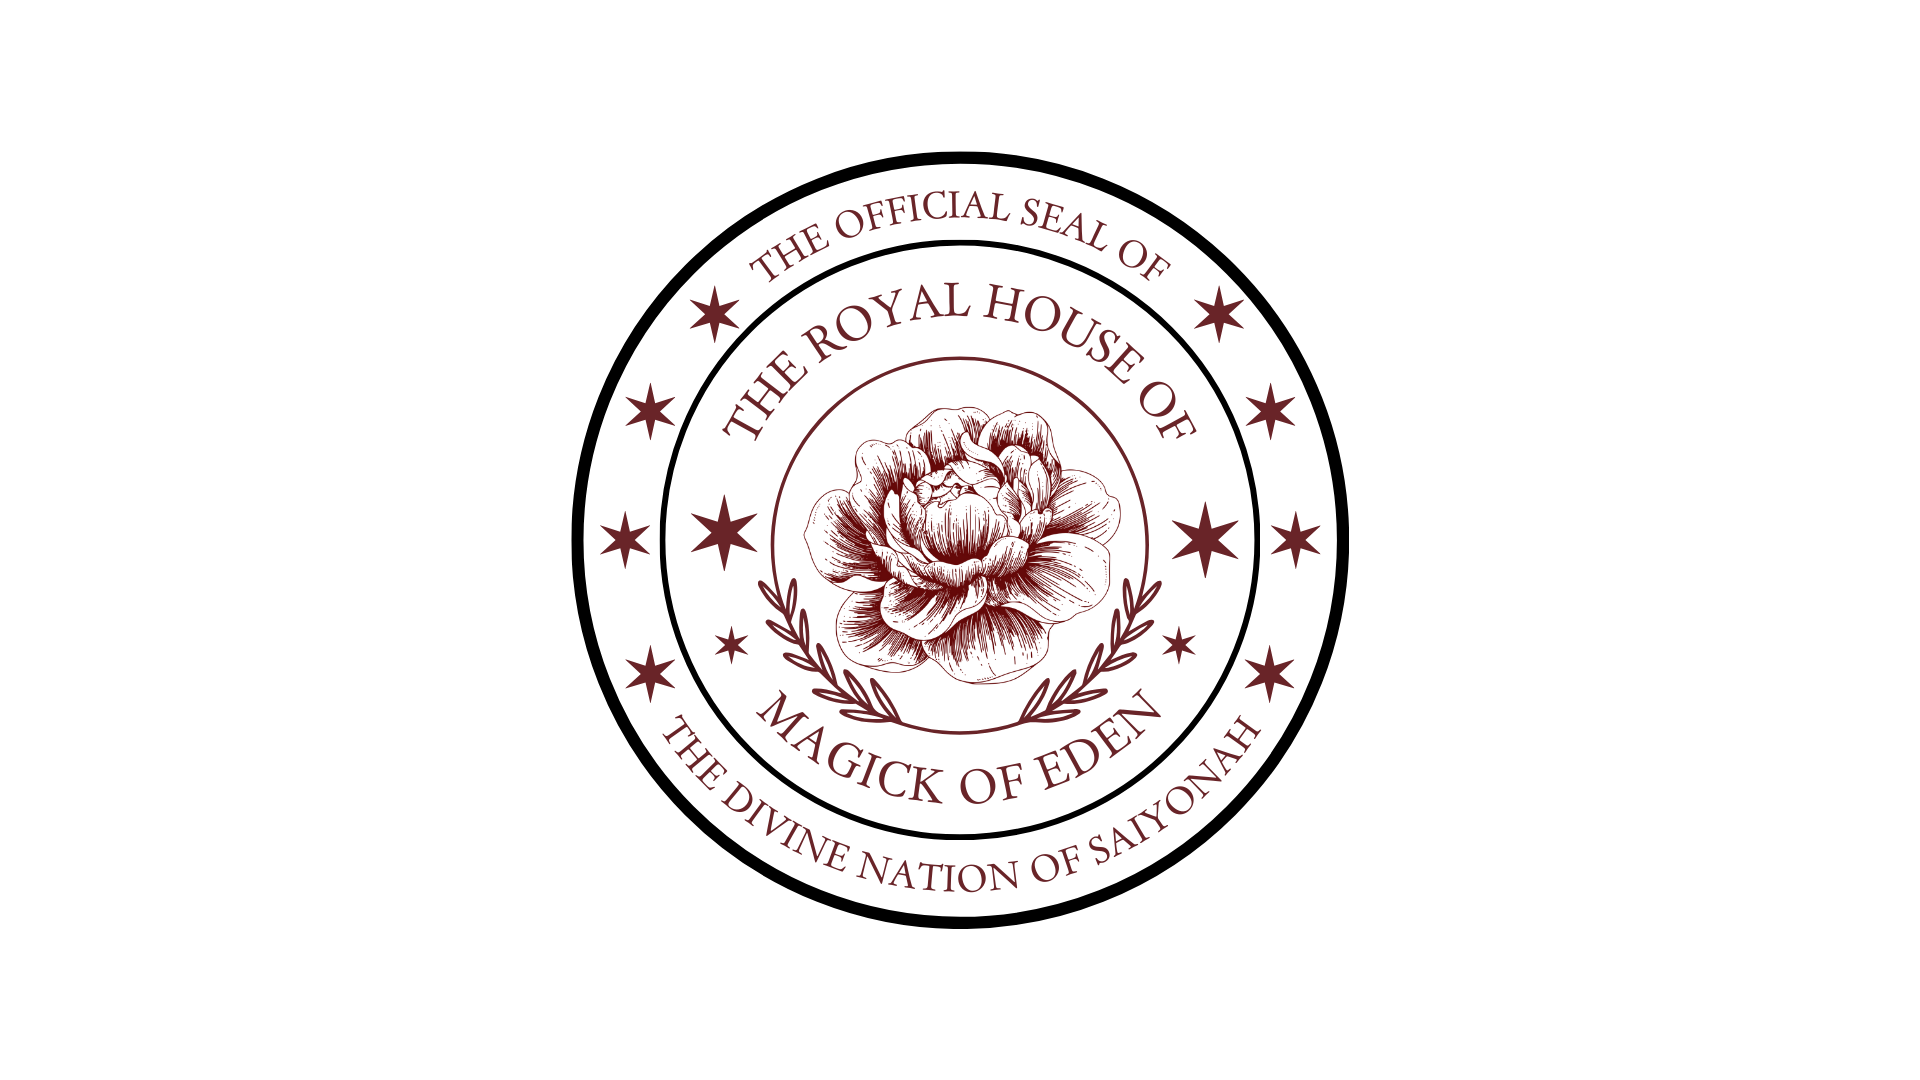 THE OFFICIAL SEAL OF
THE ROYAL HOUSE OF
MAGICK OF EDEN
THE DIVINE NATION OF SAIYONAH